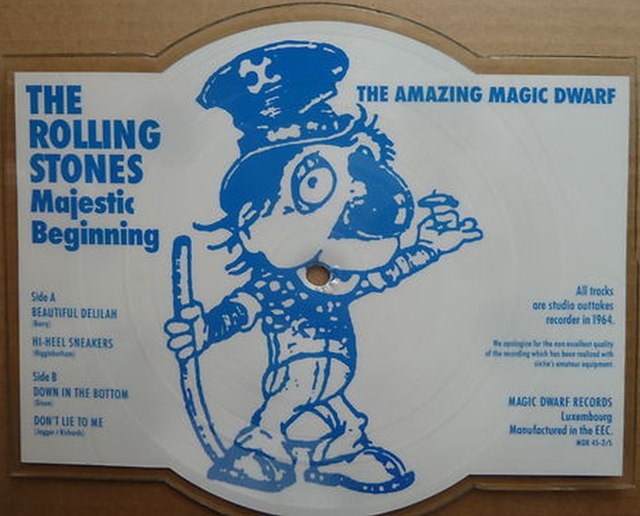 THE
ROLLING
STONES
Majestic
Beginning
THE AMAZING MAGIC DWARF
Side A
BEAUTIFUL DELILAH
(Berry)
HI-HEEL SNEAKERS
(Higginbotham)
Side B
DOWN IN THE BOTTOM
(Dixon)
DON'T LIE TO ME
(Jagger / Richards)
All tracks
are studio outtakes
recorder in 1964.
We apologize for the non excellent quality
of the recording which has been realized with
sixtie's amateur equipment.
MAGIC DWARF RECORDS
Luxembourg
Manufactured in the EEC.
MDR 45-2/5